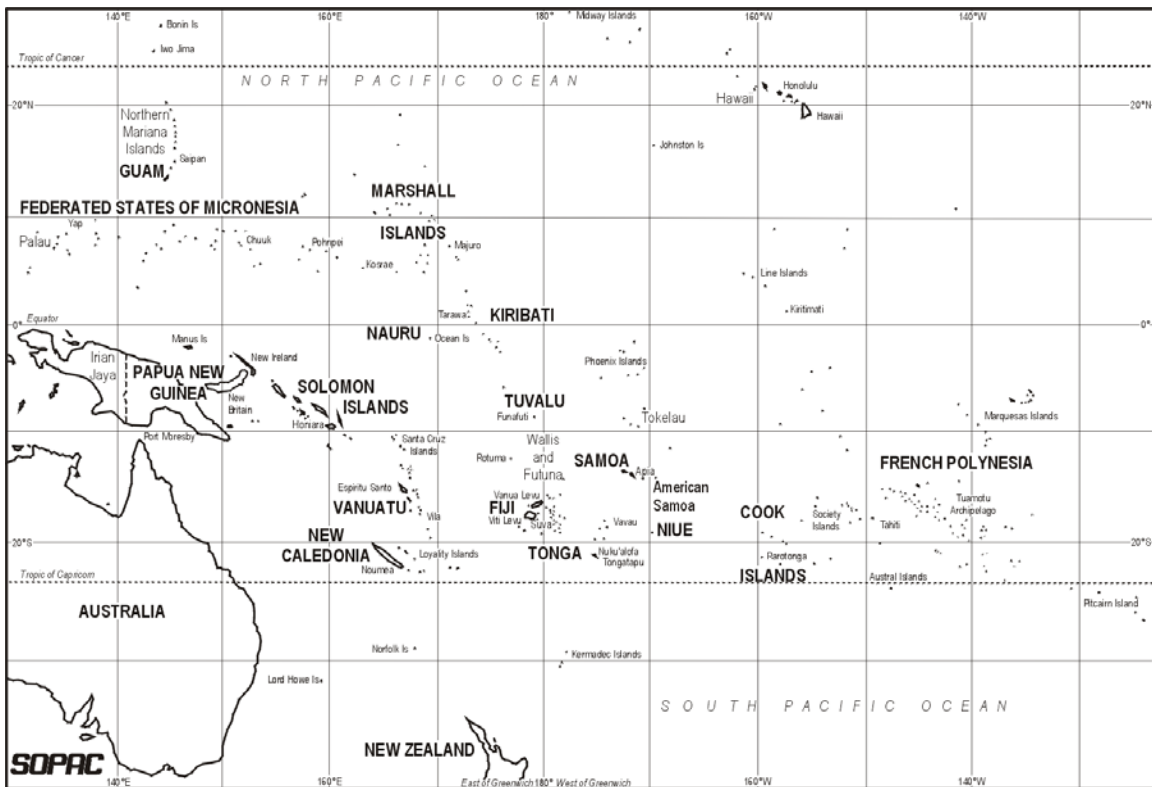 140°E
160°E
180°
160°W
140°W
Bonin Is
Midway Islands
Iwo Jima
Tropic of Cancer
NORTH PACIFIC OCEAN
Honolulu
Hawaii
20°N
20°N
Hawaii
Northern
Mariana
Islands
Johnston Is
Saipan
GUAM
MARSHALL
ISLANDS
FEDERATED STATES OF MICRONESIA
Yap
Palau
Chuuk
Pohnpei
Majuro
Kosrae
Line Islands
Tarawa
KIRIBATI
Kiritimati
Equator
0°
0°
NAURU
Ocean Is
Manus Is
Irian
Jaya
PAPUA NEW
GUINEA
New Ireland
Phoenix Islands
SOLOMON
ISLANDS
New
Britain
Honiara
TUVALU
Funafuti
Tokelau
Marquesas Islands
Port Moresby
Santa Cruz
Islands
Wallis
and
Futuna
Rotuma
SAMOA
Apia
FRENCH POLYNESIA
American
Samoa
Espiritu Santo
VANUATU
Vila
Vanua Levu
FIJI
Viti Levu
Suva
Vavau
NIUE
COOK
ISLANDS
Society
Islands
Tahiti
Tuamotu
Archipelago
NEW
CALEDONIA
Loyality Islands
Noumea
20°S
20°S
TONGA
Nuku'alofa
Tongatapu
Rarotonga
Tropic of Capricorn
Austral Islands
Pitcairn Island
AUSTRALIA
Norfolk Is
Kermadec Islands
Lord Howe Is
SOUTH PACIFIC OCEAN
NEW ZEALAND
SOPAC
140°E
160°E
East of Greenwich
180°
West of Greenwich
160°W
140°W